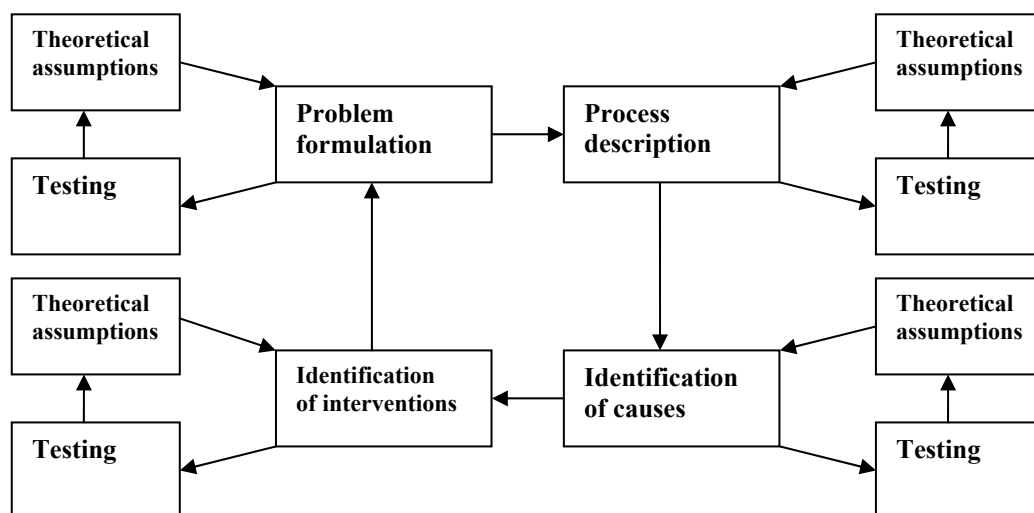 Theoretical
assumptions
Theoretical
assumptions
Problem
formulation
Process
description
Testing
Testing
Theoretical
assumptions
Theoretical
assumptions
Identification
of interventions
Identification
of causes
Testing
Testing